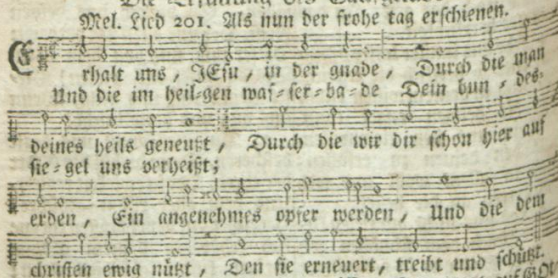 Mel. Lied 201. Als nun der frohe tag erschienen.
Erhalt uns, JEsu, in der gnade, Durch die man
Und die im heil-gen was-ser-ba-de Dein bun-des-
deines heils geneußt, Durch die wir dir schon hier auf
sie-gel uns verheißt;
erden, Ein angenehmes opfer werden, Und die dem
christen ewig nützt, Den sie erneuert, treibt und schützt.